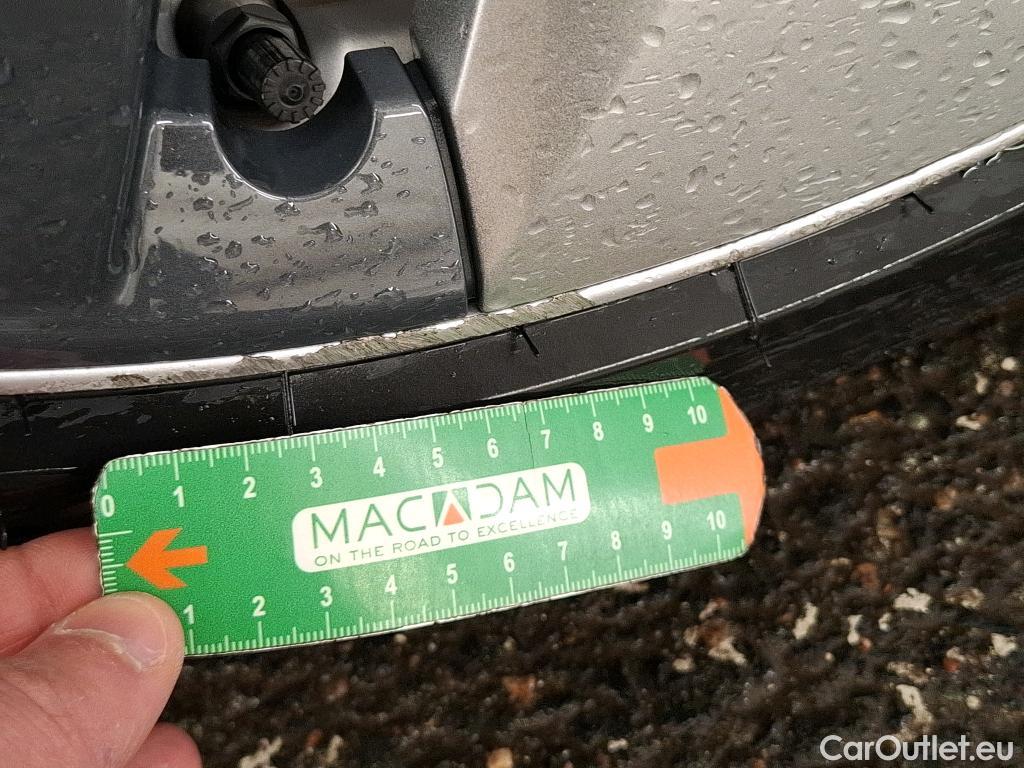 0 1 2 3 4 5 6 7 8 9 10
MACADAM
ON THE ROAD TO EXCELLENCE
1 2 3 4 5 6 7 8 9 10
CarOutlet.eu